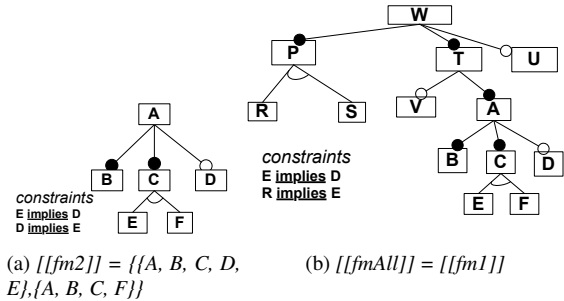 W
P
T
U
R
S
V
A
B
C
D
E
F
constraints
E implies D
R implies E
A
B
C
D
E
F
constraints
E implies D
D implies E
(a) [[fm2]] = {{A, B, C, D,
E},{A, B, C, F}}
(b) [[fmAll]] = [[fm1]]